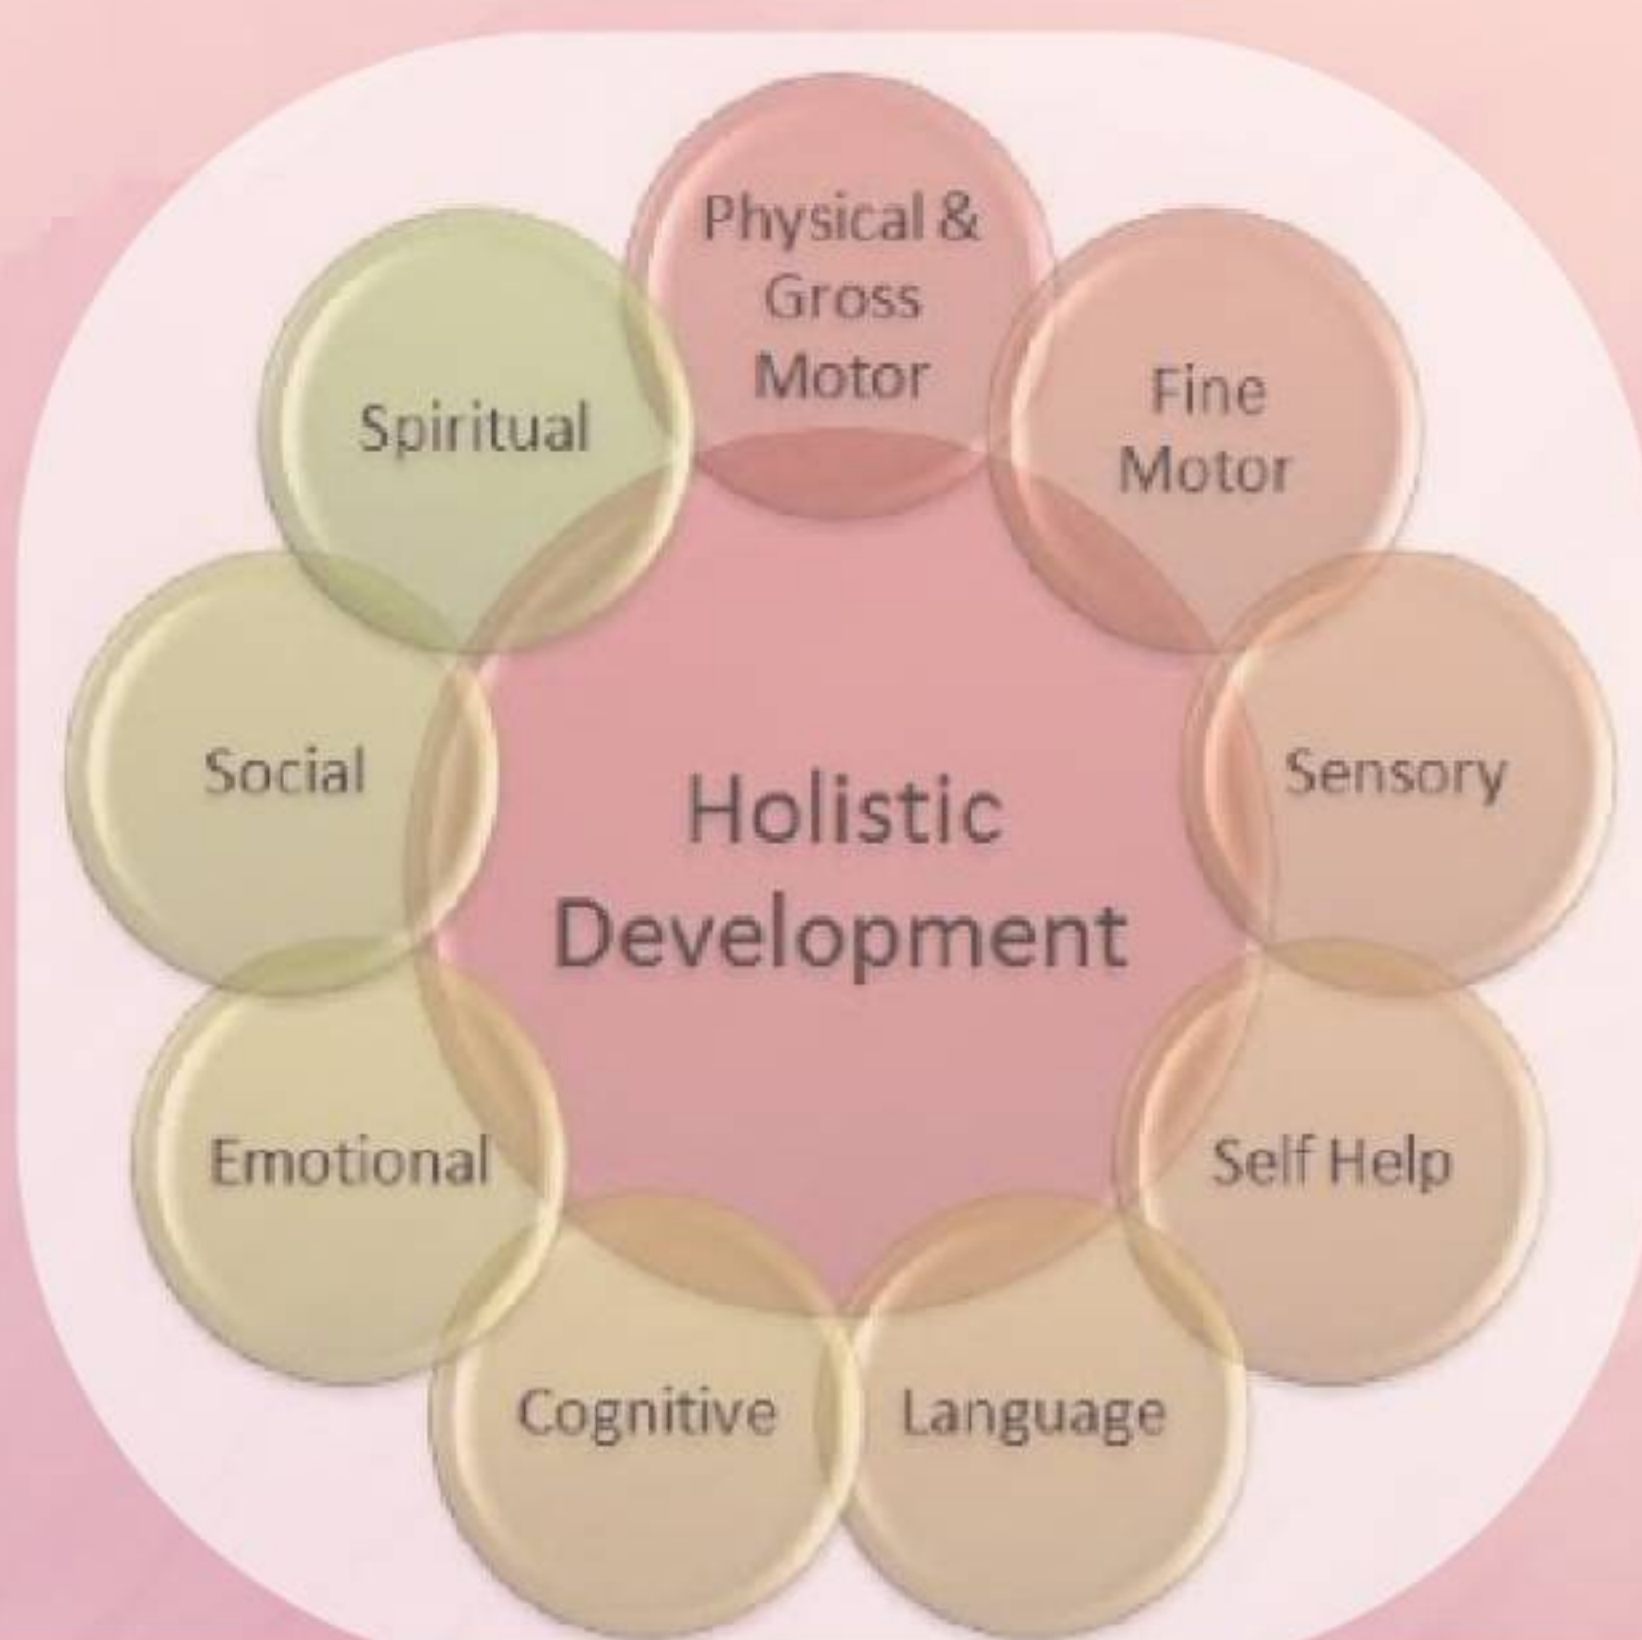 Physical &
Gross
Motor
Fine
Motor
Sensory
Self Help
Language
Cognitive
Emotional
Social
Spiritual
Holistic
Development